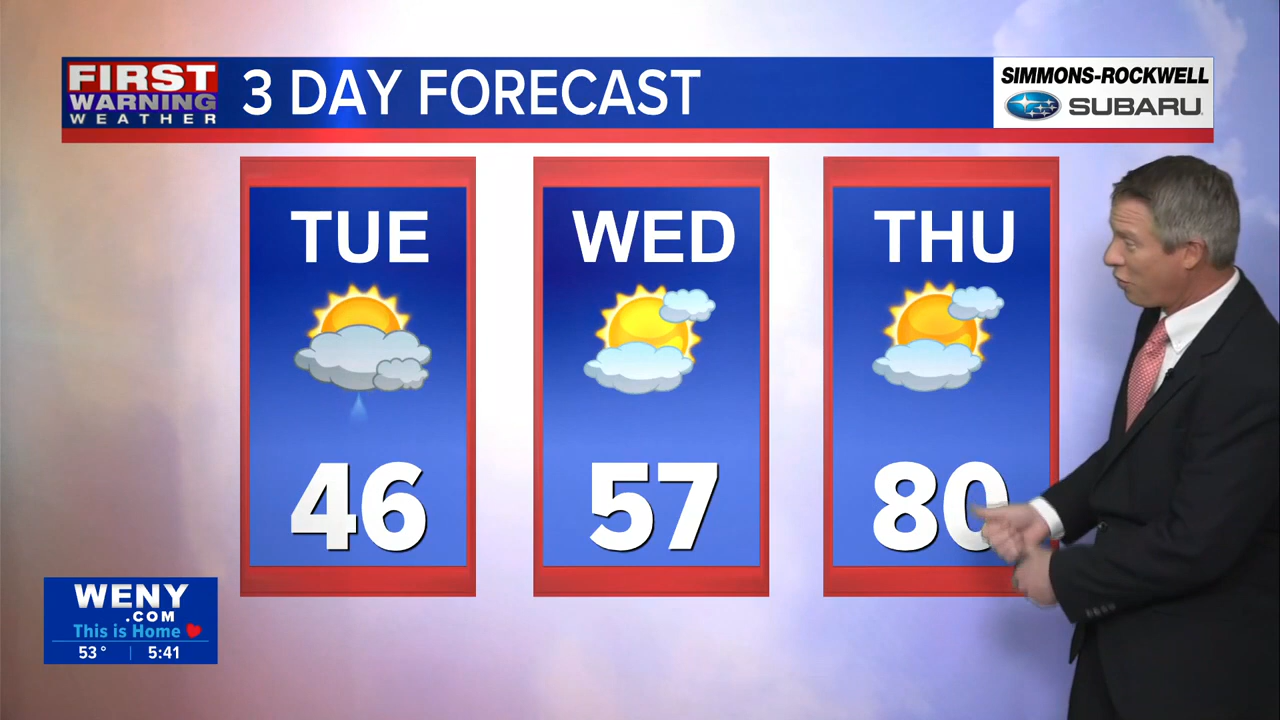 FIRST
WARNING
WEATHER
3 DAY FORECAST
SIMMONS-ROCKWELL
SUBARU
TUE
WED
THU
46
57
80
WENY
.COM
This is Home
53° | 5:41